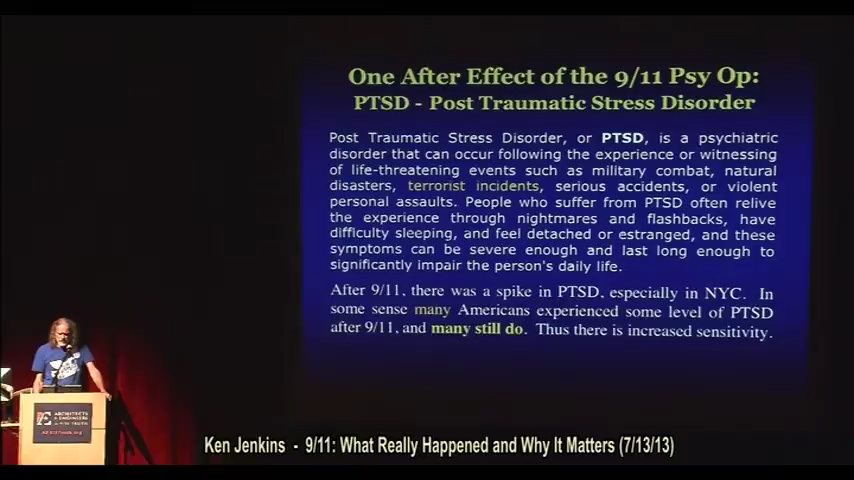 One After Effect of the 9/11 Psy Op:
PTSD - Post Traumatic Stress Disorder
Post Traumatic Stress Disorder, or PTSD, is a psychiatric
disorder that can occur following the experience or witnessing
of life-threatening events such as military combat, natural
disasters, terrorist incidents, serious accidents, or violent
personal assaults. People who suffer from PTSD often relive
the experience through nightmares and flashbacks, have
difficulty sleeping, and feel detached or estranged, and these
symptoms can be severe enough and last long enough to
significantly impair the person's daily life.
After 9/11, there was a spike in PTSD, especially in NYC. In
some sense many Americans experienced some level of PTSD
after 9/11, and many still do. Thus there is increased sensitivity.
ARCHITECTS
ENGINEERS
Ken Jenkins - 9/11: What Really Happened and Why It Matters (7/13/13)